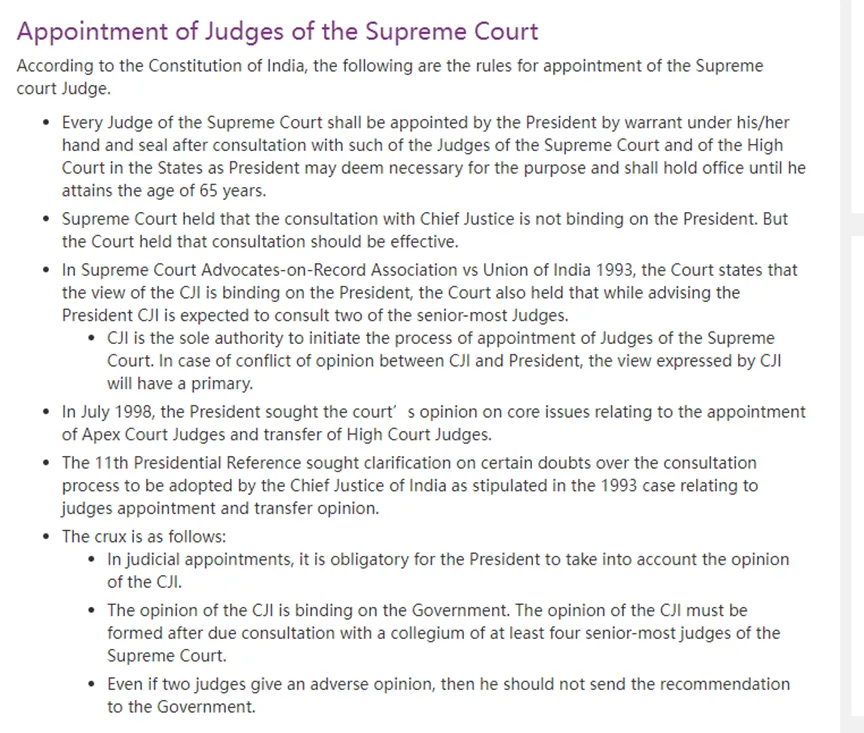 Appointment of Judges of the Supreme Court
According to the Constitution of India, the following are the rules for appointment of the Supreme
court Judge.
• Every Judge of the Supreme Court shall be appointed by the President by warrant under his/her
hand and seal after consultation with such of the Judges of the Supreme Court and of the High
Court in the States as President may deem necessary for the purpose and shall hold office until he
attains the age of 65 years.
• Supreme Court held that the consultation with Chief Justice is not binding on the President. But
the Court held that consultation should be effective.
• In Supreme Court Advocates-on-Record Association vs Union of India 1993, the Court states that
the view of the CJI is binding on the President, the Court also held that while advising the
President CJI is expected to consult two of the senior-most Judges.
• CJI is the sole authority to initiate the process of appointment of Judges of the Supreme
Court. In case of conflict of opinion between CJI and President, the view expressed by CJI
will have a primary.
• In July 1998, the President sought the court’ s opinion on core issues relating to the appointment
of Apex Court Judges and transfer of High Court Judges.
• The 11th Presidential Reference sought clarification on certain doubts over the consultation
process to be adopted by the Chief Justice of India as stipulated in the 1993 case relating to
judges appointment and transfer opinion.
• The crux is as follows:
• In judicial appointments, it is obligatory for the President to take into account the opinion
of the CJI.
• The opinion of the CJI is binding on the Government. The opinion of the CJI must be
formed after due consultation with a collegium of at least four senior-most judges of the
Supreme Court.
• Even if two judges give an adverse opinion, then he should not send the recommendation
to the Government.